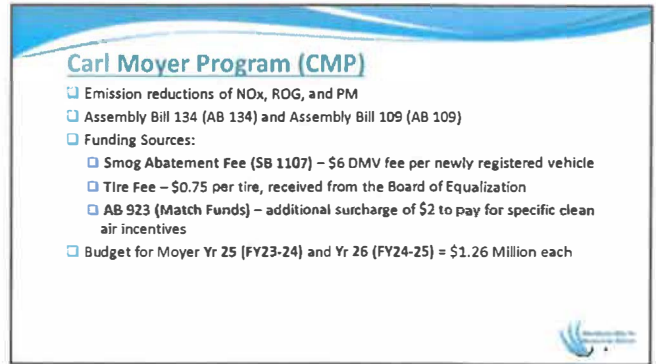 Carl Moyer Program (CMP)
Emission reductions of NOx, ROG, and PM
Assembly Bill 134 (AB 134) and Assembly Bill 109 (AB 109)
Funding Sources:
Smog Abatement Fee (SB 1107) – $6 DMV fee per newly registered vehicle
Tire Fee – $0.75 per tire, received from the Board of Equalization
AB 923 (Match Funds) – additional surcharge of $2 to pay for specific clean
air incentives
Budget for Moyer Yr 25 (FY23-24) and Yr 26 (FY24-25) = $1.26 Million each